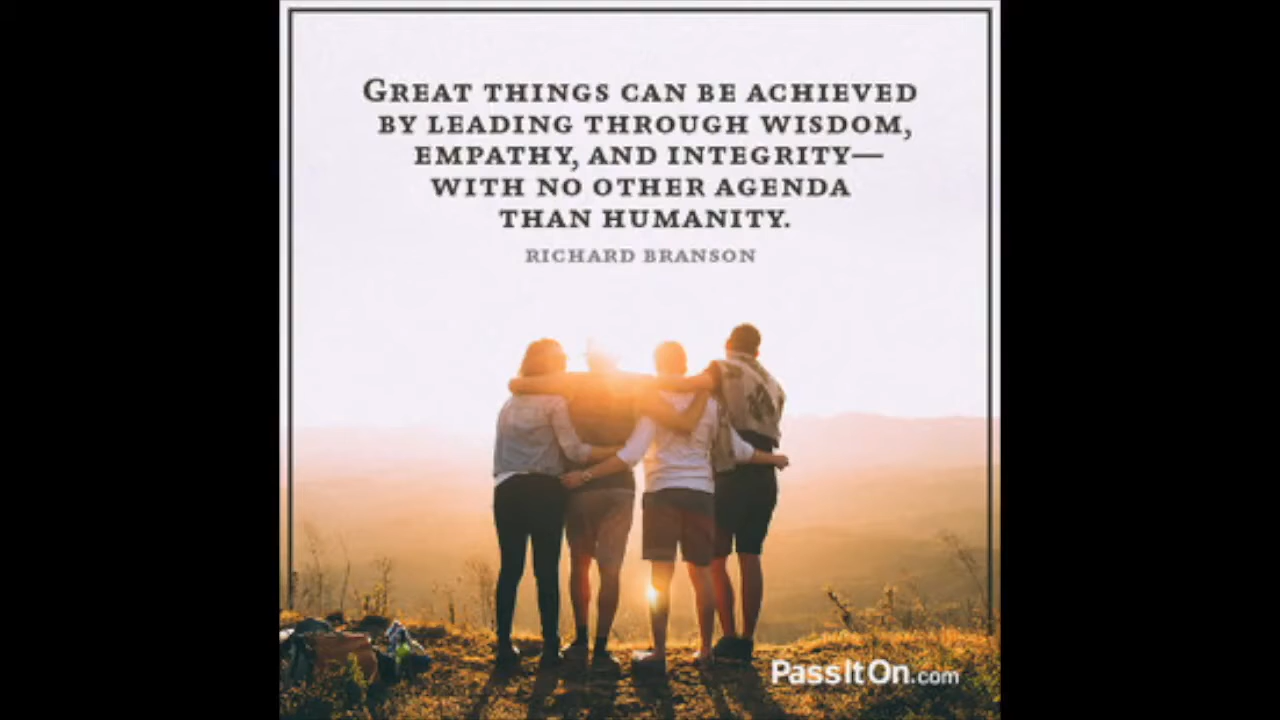 GREAT THINGS CAN BE ACHIEVED
BY LEADING THROUGH WISDOM,
EMPATHY, AND INTEGRITY—
WITH NO OTHER AGENDA
THAN HUMANITY.
RICHARD BRANSON
PassItOn.com